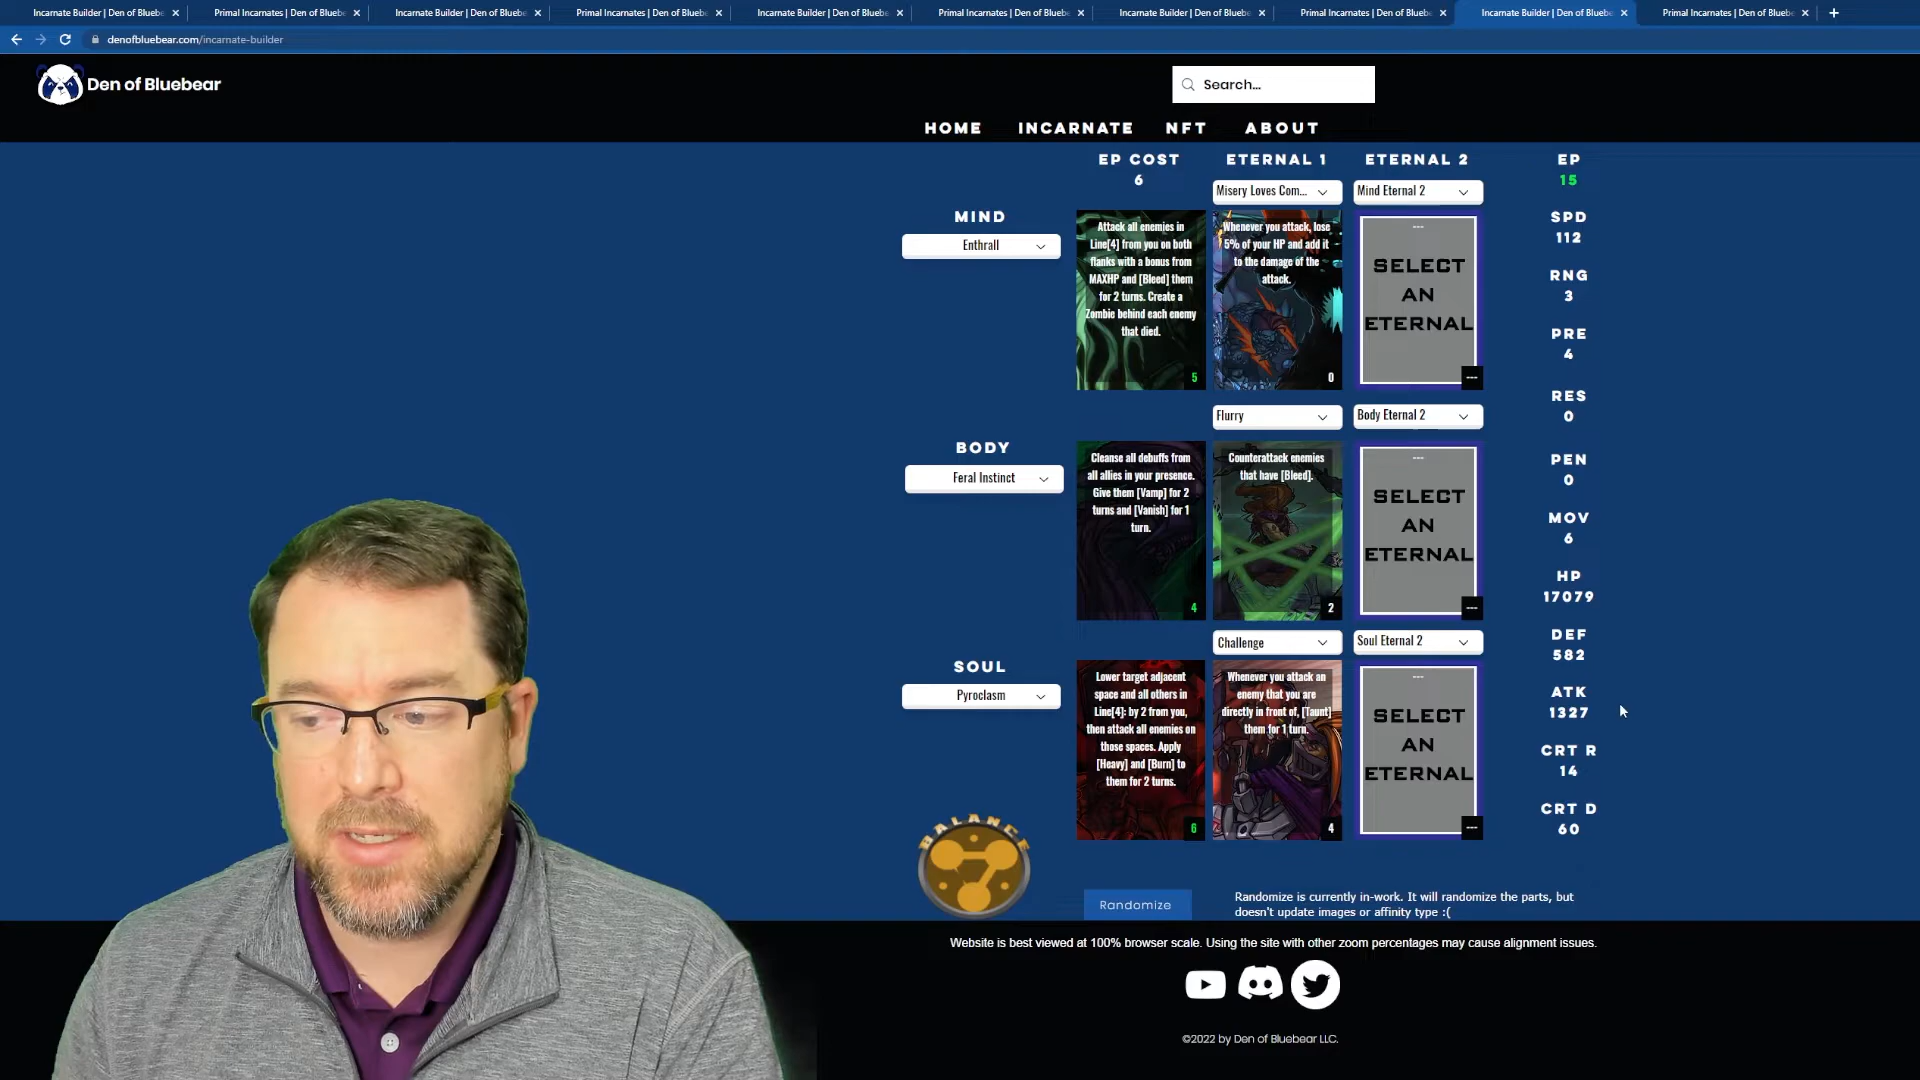 Incarnate Builder | Den of Bluebe
Primal Incarnates | Den of Bluebe
Incarnate Builder | Den of Bluebe
Primal Incarnates | Den of Bluebe
Incarnate Builder | Den of Bluebe
Primal Incarnates | Den of Bluebe
Incarnate Builder | Den of Bluebe
Primal Incarnates | Den of Bluebe
Incarnate Builder | Den of Bluebe
Primal Incarnates | Den of Bluebe
denofbluebear.com/incarnate-builder
Den of Bluebear
Search...
HOME INCARNATE NFT ABOUT
EP COST
6
ETERNAL 1
ETERNAL 2
EP
15
Misery Loves Com...
Mind Eternal 2
MIND
Enthrall
Attack all enemies in
Line[4] from you on both
flanks with a bonus from
MAXHP and [Bleed] them
for 2 turns. Create a
Zombie behind each enemy
that died.
5
Whenever you attack, lose
5% of your HP and add it
to the damage of the
attack.
0
---
SELECT
AN
ETERNAL
---
SPD
112
RNG
3
PRE
4
RES
0
Flurry
Body Eternal 2
BODY
Feral Instinct
Cleanse all debuffs from
all allies in your presence.
Give them [Vamp] for 2
turns and [Vanish] for 1
turn.
4
Counterattack enemies
that have [Bleed].
2
---
SELECT
AN
ETERNAL
---
PEN
0
MOV
6
HP
17079
DEF
582
Challenge
Soul Eternal 2
SOUL
Pyroclasm
Lower target adjacent
space and all others in
Line[4]: by 2 from you,
then attack all enemies on
those spaces. Apply
[Heavy] and [Burn] to
them for 2 turns.
6
Whenever you attack an
enemy that you are
directly in front of, [Taunt]
them for 1 turn.
4
---
SELECT
AN
ETERNAL
---
ATK
1327
CRT R
14
CRT D
60
BALANCE
Randomize
Randomize is currently in-work. It will randomize the parts, but
doesn't update images or affinity type :(
Website is best viewed at 100% browser scale. Using the site with other zoom percentages may cause alignment issues.
©2022 by Den of Bluebear LLC.